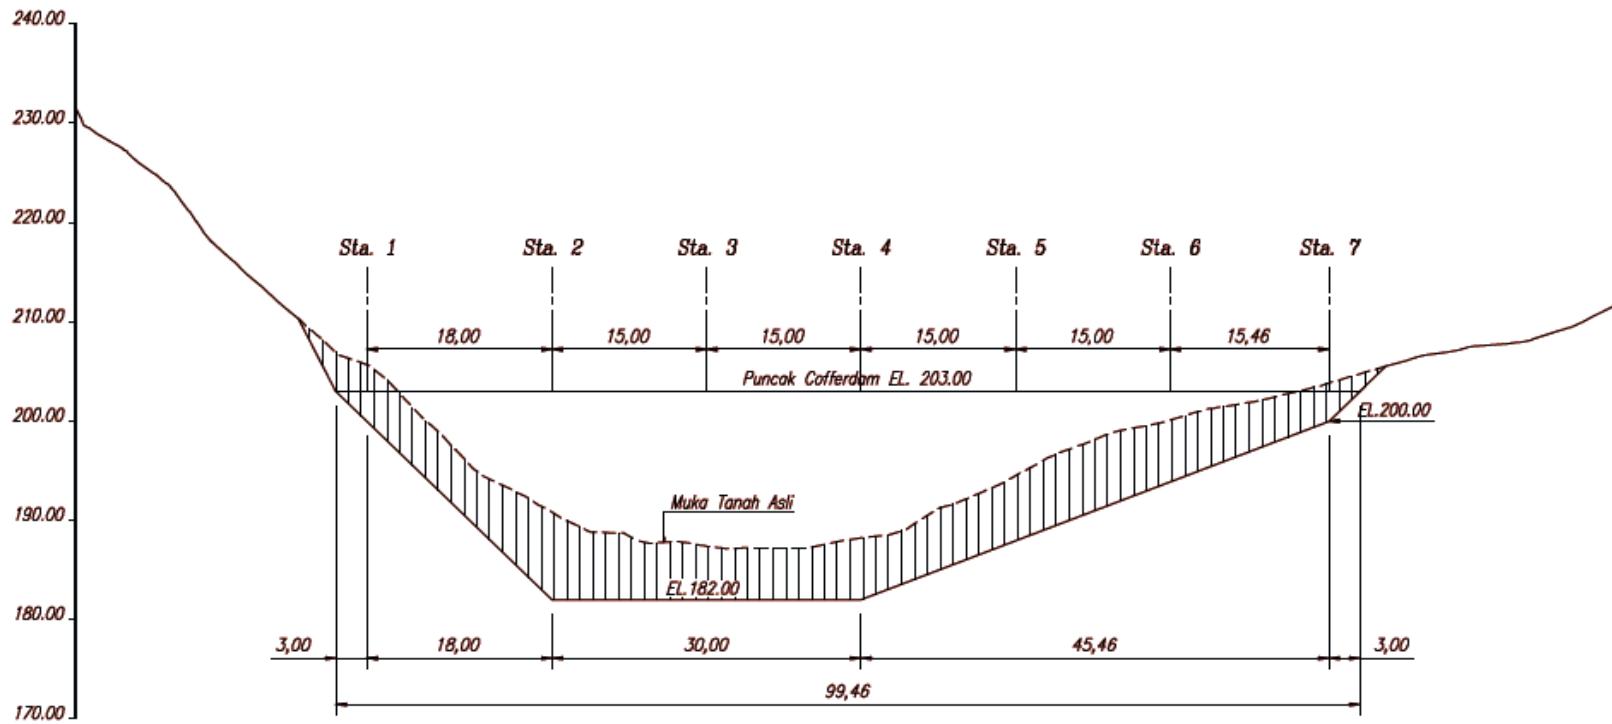 240.00
230.00
220.00
Sta. 1 Sta. 2 Sta. 3 Sta. 4 Sta. 5 Sta. 6 Sta. 7
210.00
18,00 15,00 15,00 15,00 15,00 15,46
Puncak Cofferdam EL. 203.00
200.00
EL.200.00
Muka Tanah Asli
190.00
EL.182.00
180.00
3,00 18,00 30,00 45,46 3,00
99,46
170.00